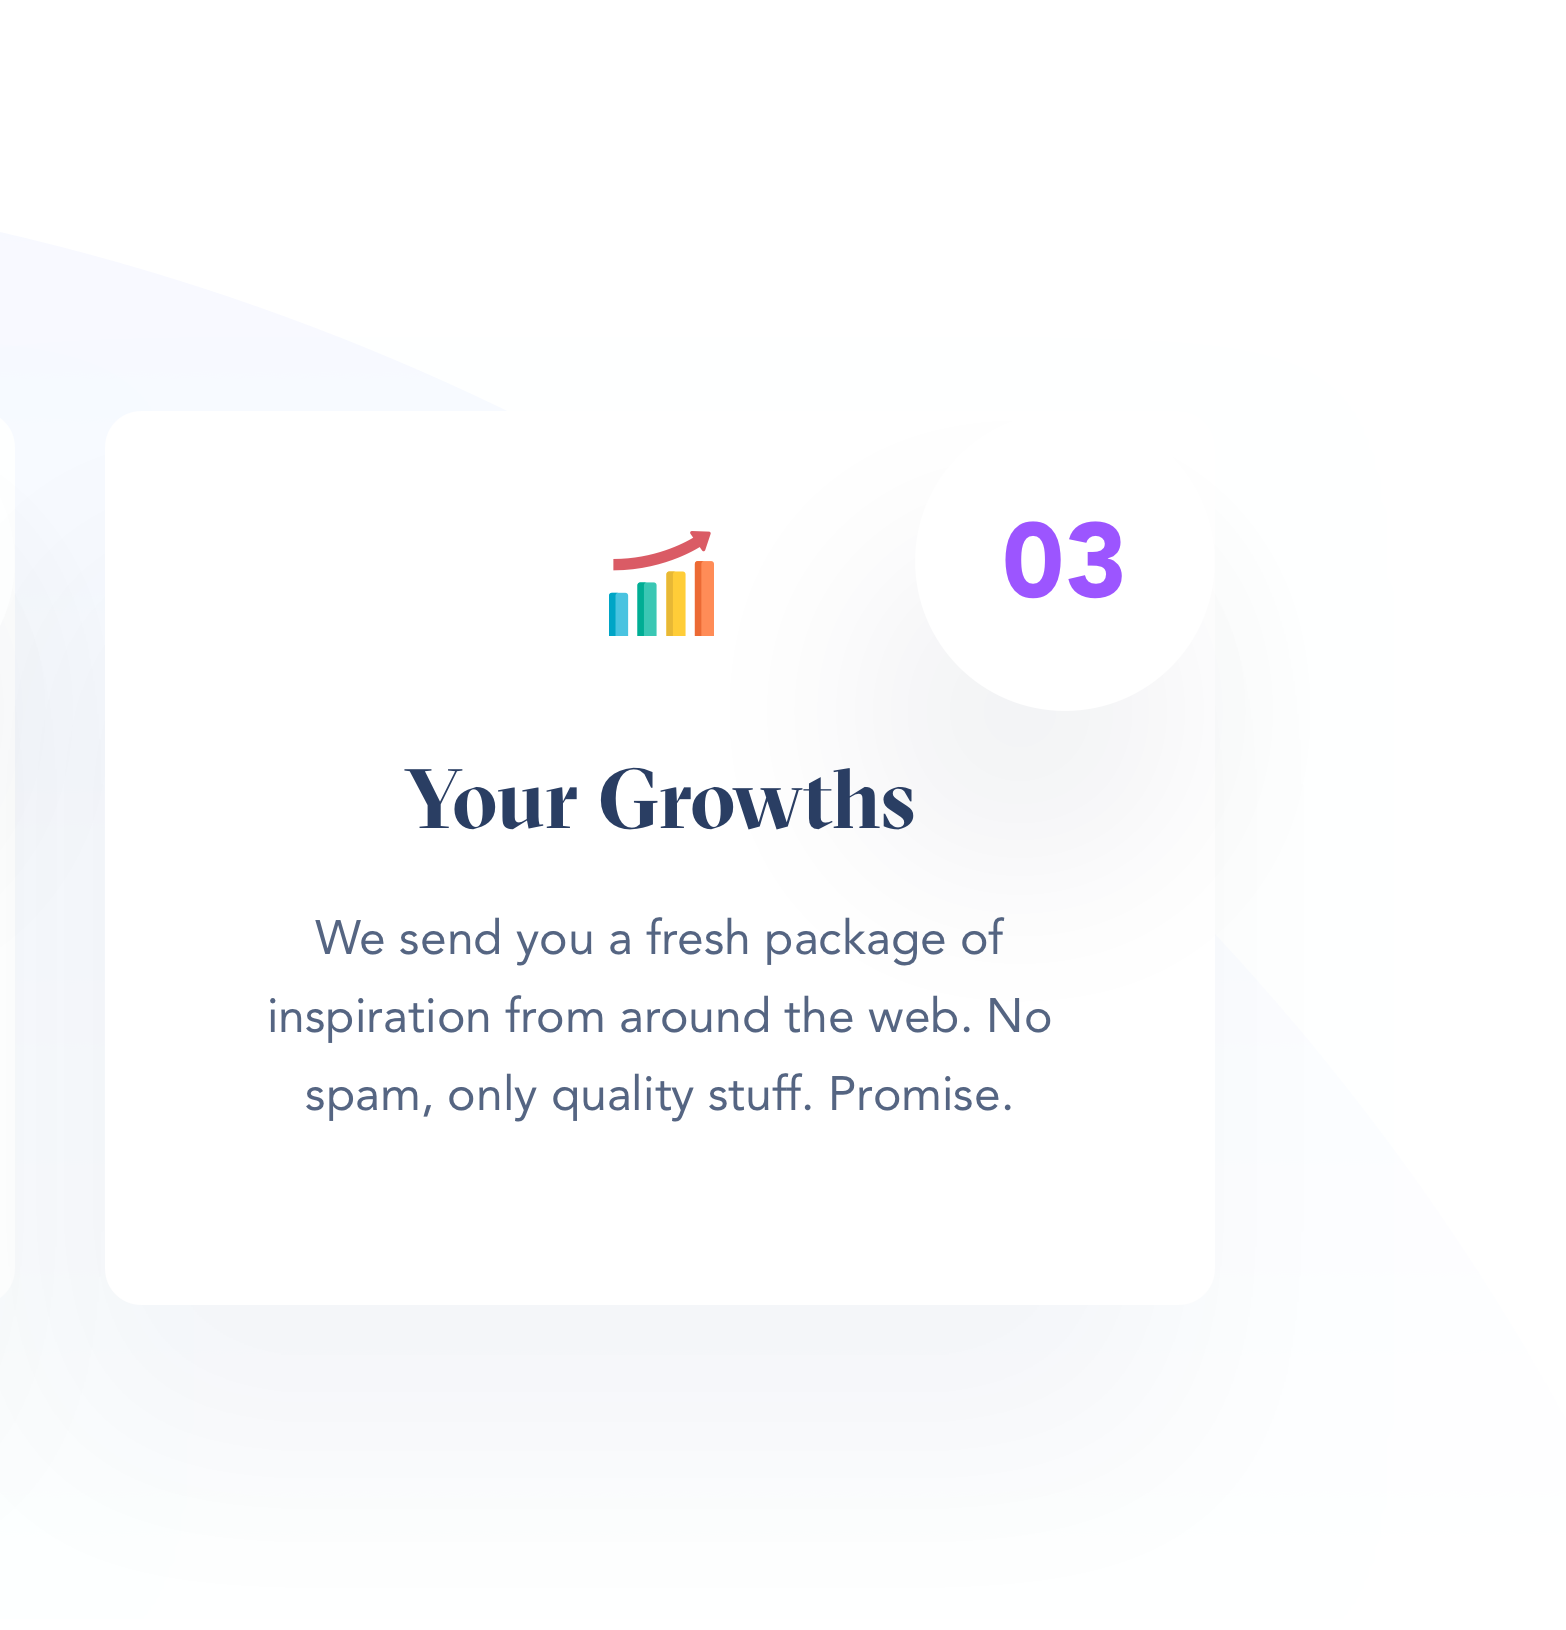 03
Your Growths
We send you a fresh package of
inspiration from around the web. No
spam, only quality stuff. Promise.